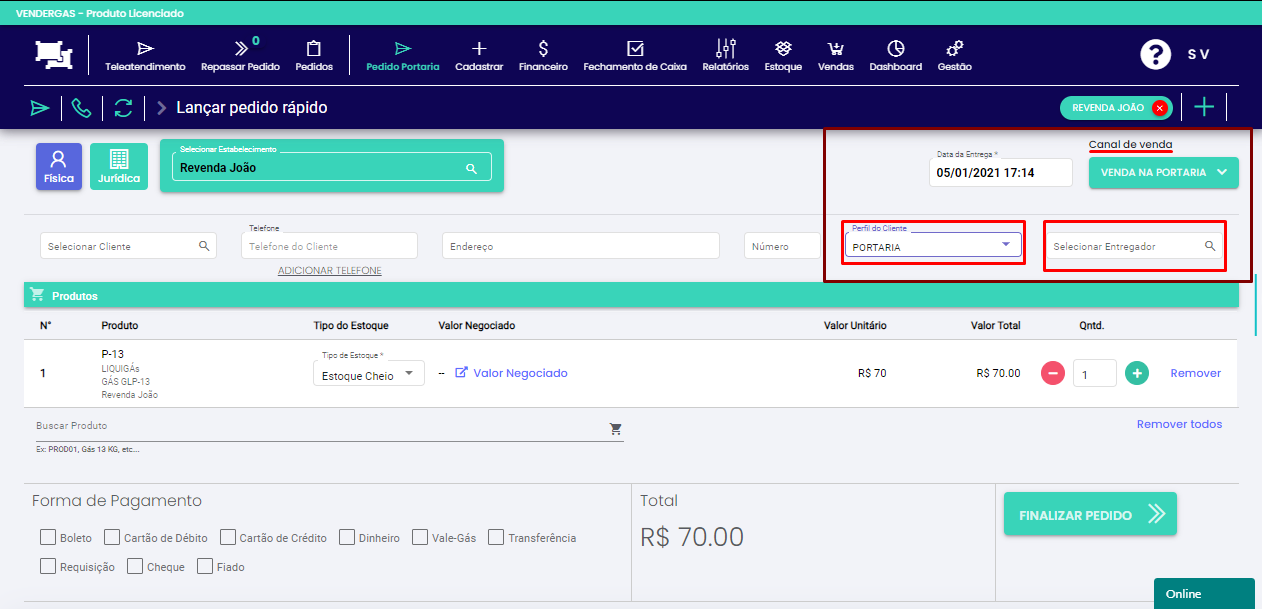 VENDERGAS - Produto Licenciado
Teleatendimento
Repassar Pedido
0
Pedidos
Pedido Portaria
Cadastrar
Financeiro
Fechamento de Caixa
Relatórios
Estoque
Vendas
Dashboard
Gestão
?
S V
Lançar pedido rápido
REVENDA JOÃO
Física
Jurídica
Selecionar Estabelecimento
Revenda João
Data da Entrega *
05/01/2021 17:14
Canal de venda
VENDA NA PORTARIA
Selecionar Cliente
Telefone
Telefone do Cliente
ADICIONAR TELEFONE
Endereço
Número
Perfil do Cliente
PORTARIA
Selecionar Entregador
Produtos
N° Produto Tipo do Estoque Valor Negociado Valor Unitário Valor Total Qntd.
1
P-13
LIQUIGÁs
GÁS GLP-13
Revenda João
Tipo de Estoque *
Estoque Cheio
-- Valor Negociado
R$ 70
R$ 70.00
1
Remover
Buscar Produto
Ex: PROD01, Gás 13 KG, etc...
Remover todos
Forma de Pagamento
Boleto Cartão de Débito Cartão de Crédito Dinheiro Vale-Gás Transferência
Requisição Cheque Fiado
Total
R$ 70.00
FINALIZAR PEDIDO
Online